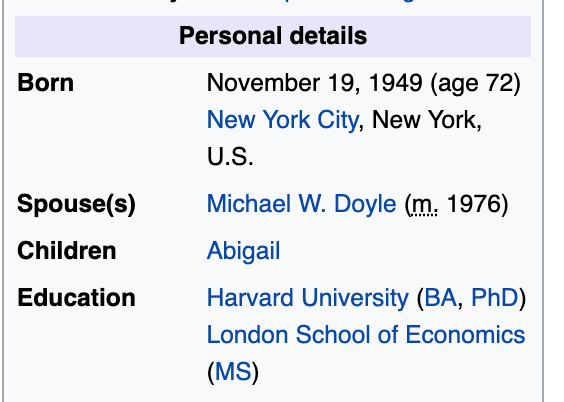 Personal details
Born November 19, 1949 (age 72)
New York City, New York,
U.S.
Spouse(s) Michael W. Doyle (m. 1976)
Children Abigail
Education Harvard University (BA, PhD)
London School of Economics
(MS)